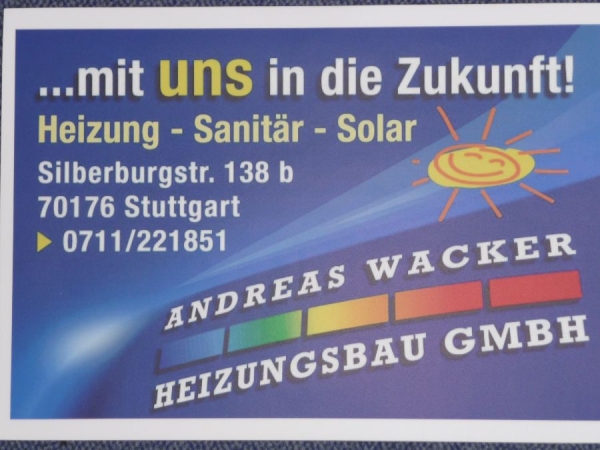 ...mit uns in die Zukunft!
Heizung - Sanitär - Solar
Silberburgstr. 138 b
70176 Stuttgart
0711/221851
ANDREAS WACKER
HEIZUNGSBAU GMBH